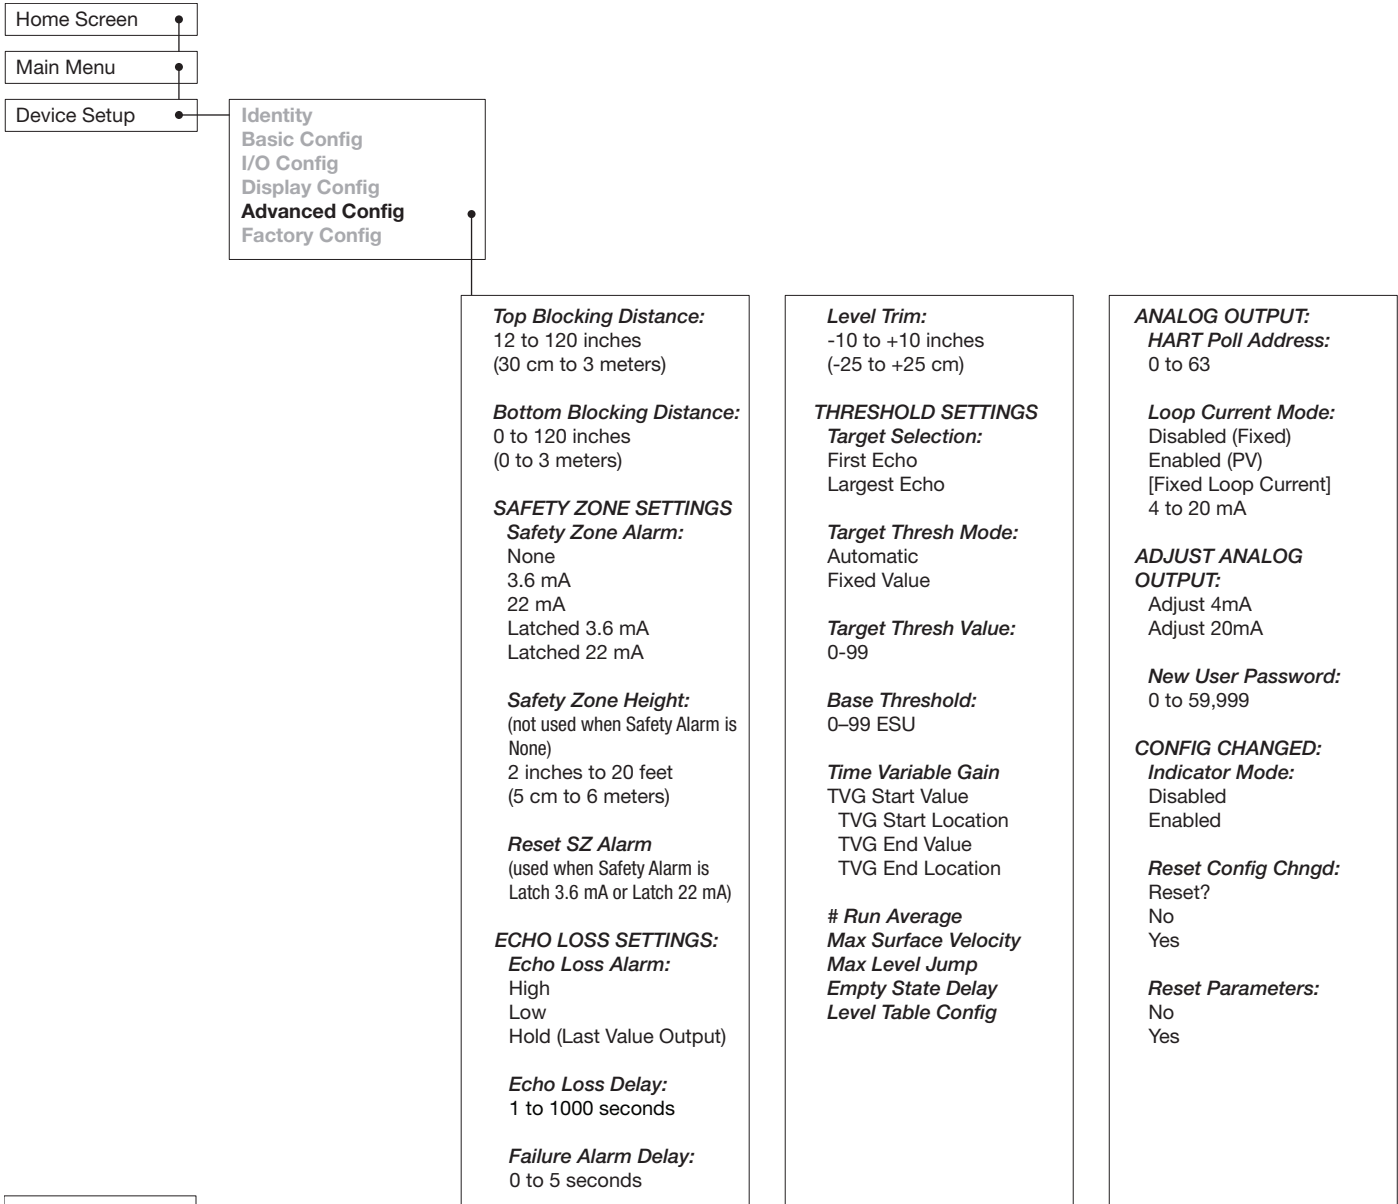 Home Screen
Main Menu
Device Setup
Identity
Basic Config
I/O Config
Display Config
Advanced Config
Factory Config
Top Blocking Distance:
12 to 120 inches
(30 cm to 3 meters)
Bottom Blocking Distance:
0 to 120 inches
(0 to 3 meters)
SAFETY ZONE SETTINGS
Safety Zone Alarm:
None
3.6 mA
22 mA
Latched 3.6 mA
Latched 22 mA
Safety Zone Height:
(not used when Safety Alarm is
None)
2 inches to 20 feet
(5 cm to 6 meters)
Reset SZ Alarm
(used when Safety Alarm is
Latch 3.6 mA or Latch 22 mA)
ECHO LOSS SETTINGS:
Echo Loss Alarm:
High
Low
Hold (Last Value Output)
Echo Loss Delay:
1 to 1000 seconds
Failure Alarm Delay:
0 to 5 seconds
Level Trim:
-10 to +10 inches
(-25 to +25 cm)
THRESHOLD SETTINGS
Target Selection:
First Echo
Largest Echo
Target Thresh Mode:
Automatic
Fixed Value
Target Thresh Value:
0-99
Base Threshold:
0–99 ESU
Time Variable Gain
TVG Start Value
TVG Start Location
TVG End Value
TVG End Location
# Run Average
Max Surface Velocity
Max Level Jump
Empty State Delay
Level Table Config
ANALOG OUTPUT:
HART Poll Address:
0 to 63
Loop Current Mode:
Disabled (Fixed)
Enabled (PV)
[Fixed Loop Current]
4 to 20 mA
ADJUST ANALOG
OUTPUT:
Adjust 4mA
Adjust 20mA
New User Password:
0 to 59,999
CONFIG CHANGED:
Indicator Mode:
Disabled
Enabled
Reset Config Chngd:
Reset?
No
Yes
Reset Parameters:
No
Yes